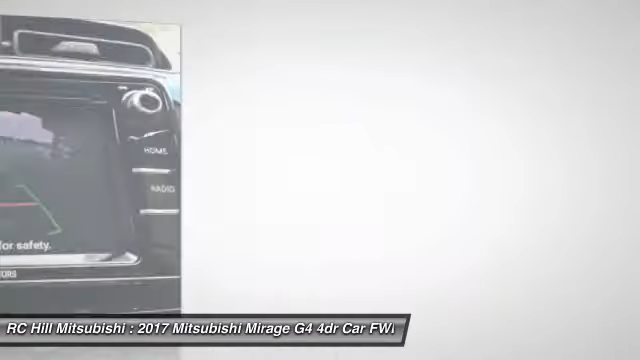 HOME
RADIO
for safety.
RC Hill Mitsubishi : 2017 Mitsubishi Mirage G4 4dr Car FW